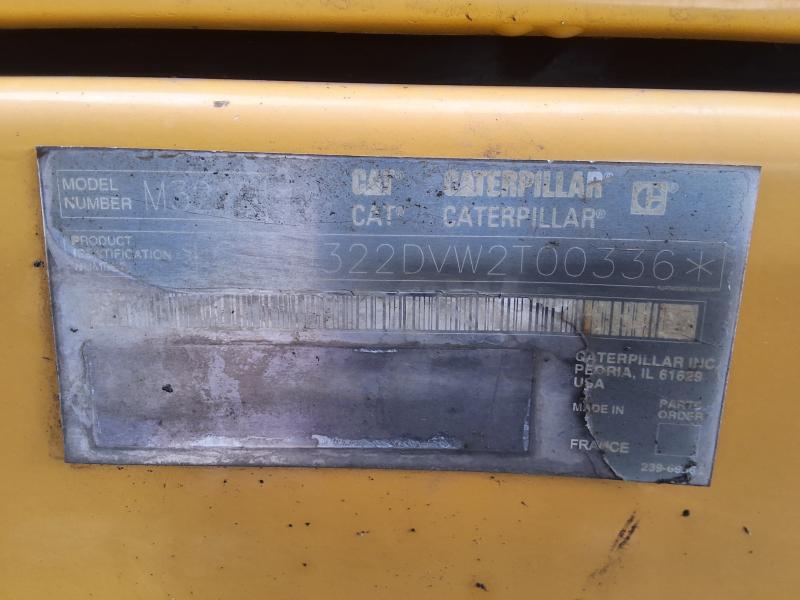 MODEL NUMBER
CAT CATERPILLAR®
CAT® CATERPILLAR®
PRODUCT IDENTIFICATION
322DVW2T00336*
CATERPILLAR INC
PEORIA, IL 61629
USA
MADE IN
PARTS ORDER
FRANCE